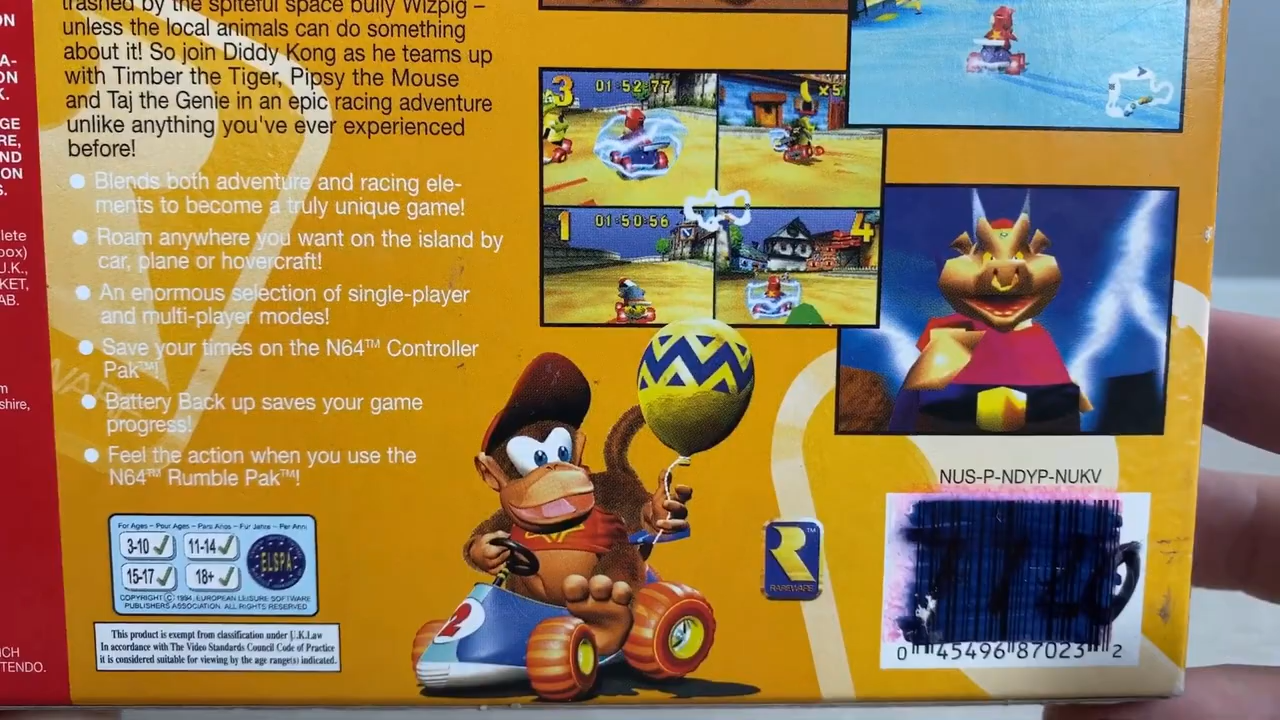 trashed by the spiteful space bully Wizpig –
unless the local animals can do something
about it! So join Diddy Kong as he teams up
with Timber the Tiger, Pipsy the Mouse
and Taj the Genie in an epic racing adventure
unlike anything you've ever experienced
before!
Blends both adventure and racing ele-
ments to become a truly unique game!
Roam anywhere you want on the island by
car, plane or hovercraft!
An enormous selection of single-player
and multi-player modes!
Save your times on the N64™ Controller
Pak™!
Battery Back up saves your game
progress!
Feel the action when you use the
N64™ Rumble Pak™!
For Ages – Pour Ages – Para Años – Für Jahre – Per Anni
3-10 11-14
15-17 18+
ELSPA
COPYRIGHT © 1994, EUROPEAN LEISURE SOFTWARE
PUBLISHERS ASSOCIATION. ALL RIGHTS RESERVED
This product is exempt from classification under U.K.Law
In accordance with The Video Standards Council Code of Practice
it is considered suitable for viewing by the age range(s) indicated.
3 01:52:77 x5
1 01:50:56 4
2
RAREWARE
NUS-P-NDYP-NUKV
0 45496 87023 2
ON
K.
RE,
ON
S.
box)
U.K.,
AB.